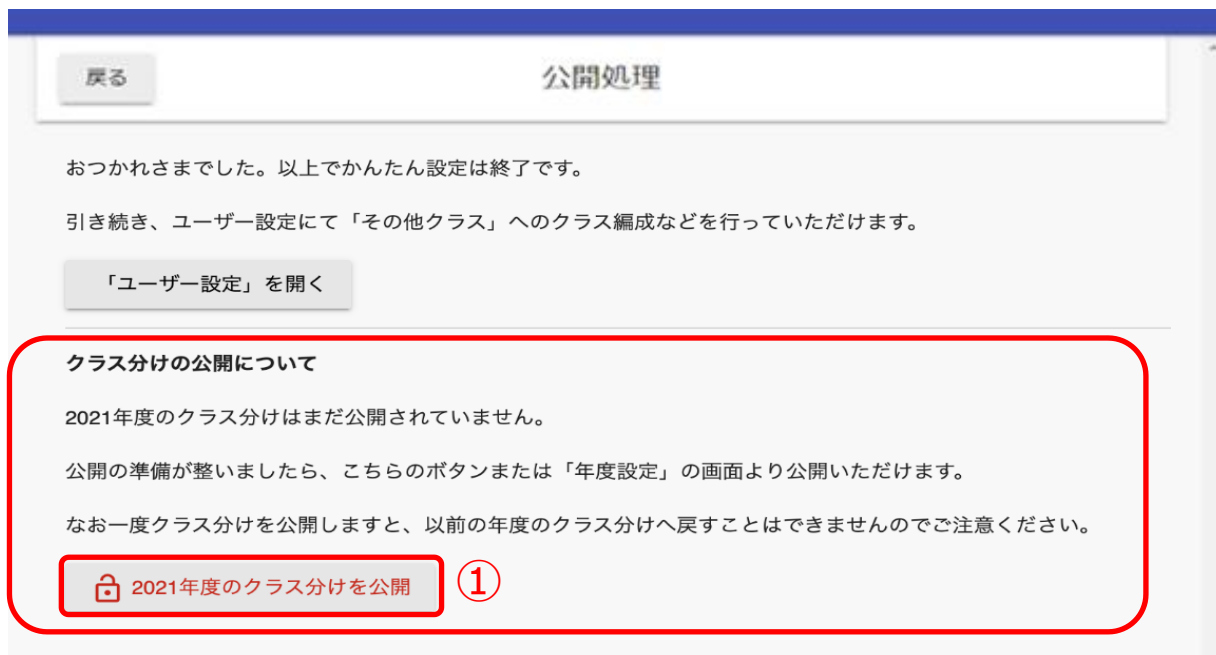 戻る
公開処理
おつかれさまでした。以上でかんたん設定は終了です。
引き続き、ユーザー設定にて「その他クラス」へのクラス編成などを行っていただけます。
「ユーザー設定」を開く
クラス分けの公開について
2021年度のクラス分けはまだ公開されていません。
公開の準備が整いましたら、こちらのボタンまたは「年度設定」の画面より公開いただけます。
なお一度クラス分けを公開しますと、以前の年度のクラス分けへ戻すことはできませんのでご注意ください。
2021年度のクラス分けを公開 ①